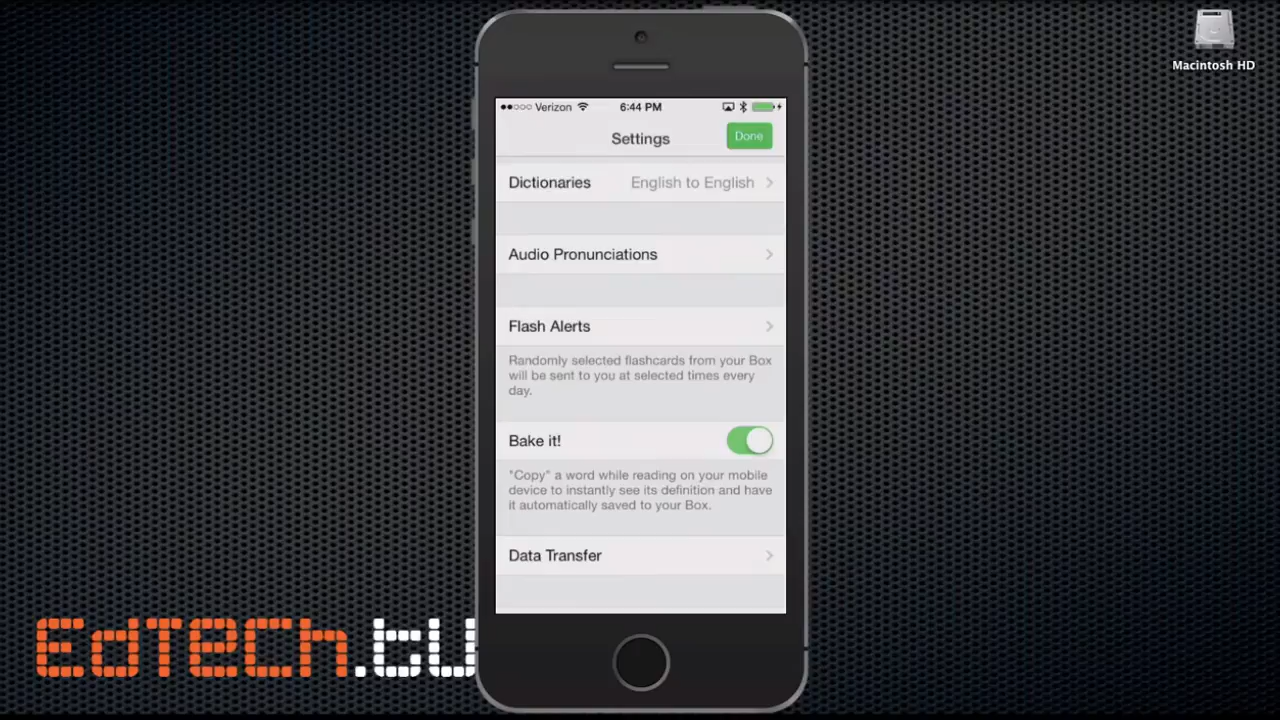 Macintosh HD
Verizon 6:44 PM
Settings
Done
Dictionaries English to English
Audio Pronunciations
Flash Alerts
Randomly selected flashcards from your Box
will be sent to you at selected times every
day.
Bake it!
"Copy" a word while reading on your mobile
device to instantly see its definition and have
it automatically saved to your Box.
Data Transfer
EdTECh.tv